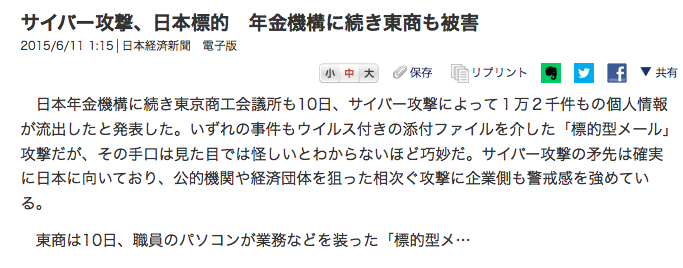 サイバー攻撃、日本標的　年金機構に続き東商も被害
2015/6/11 1:15│日本経済新聞　電子版
小 中 大 保存 リプリント 共有
　日本年金機構に続き東京商工会議所も10日、サイバー攻撃によって１万２千件もの個人情報
が流出したと発表した。いずれの事件もウイルス付きの添付ファイルを介した「標的型メール」
攻撃だが、その手口は見た目では怪しいとわからないほど巧妙だ。サイバー攻撃の矛先は確実
に日本に向いており、公的機関や経済団体を狙った相次ぐ攻撃に企業側も警戒感を強めてい
る。
　東商は10日、職員のパソコンが業務などを装った「標的型メ…